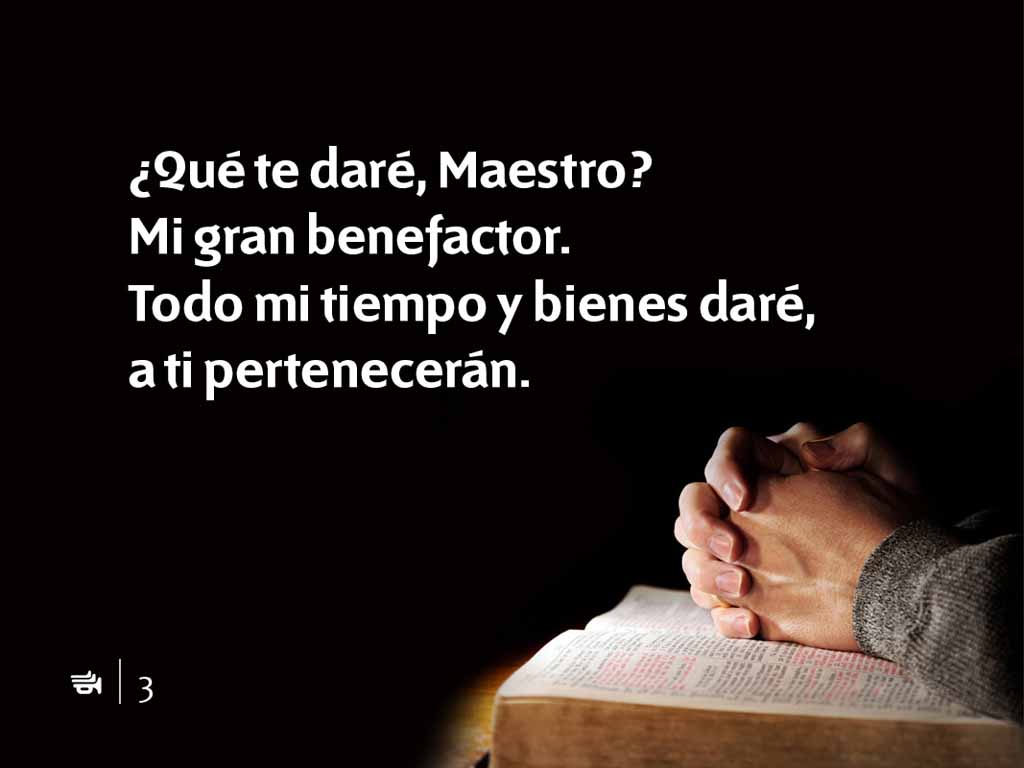 ¿Qué te daré, Maestro?
Mi gran benefactor.
Todo mi tiempo y bienes daré,
a ti pertenecerán.
3